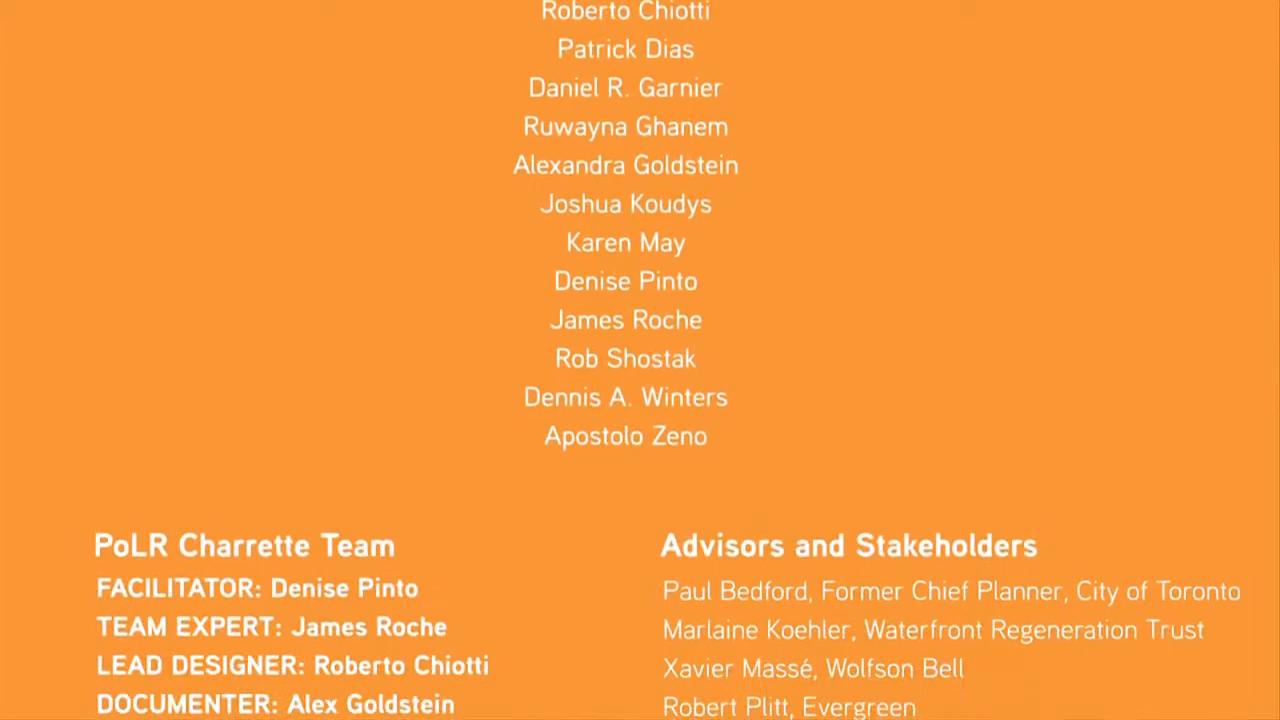 Roberto Chiotti
Patrick Dias
Daniel R. Garnier
Ruwayna Ghanem
Alexandra Goldstein
Joshua Koudys
Karen May
Denise Pinto
James Roche
Rob Shostak
Dennis A. Winters
Apostolo Zeno
PoLR Charrette Team
FACILITATOR: Denise Pinto
TEAM EXPERT: James Roche
LEAD DESIGNER: Roberto Chiotti
DOCUMENTER: Alex Goldstein
Advisors and Stakeholders
Paul Bedford, Former Chief Planner, City of Toronto
Marlaine Koehler, Waterfront Regeneration Trust
Xavier Massé, Wolfson Bell
Robert Plitt, Evergreen